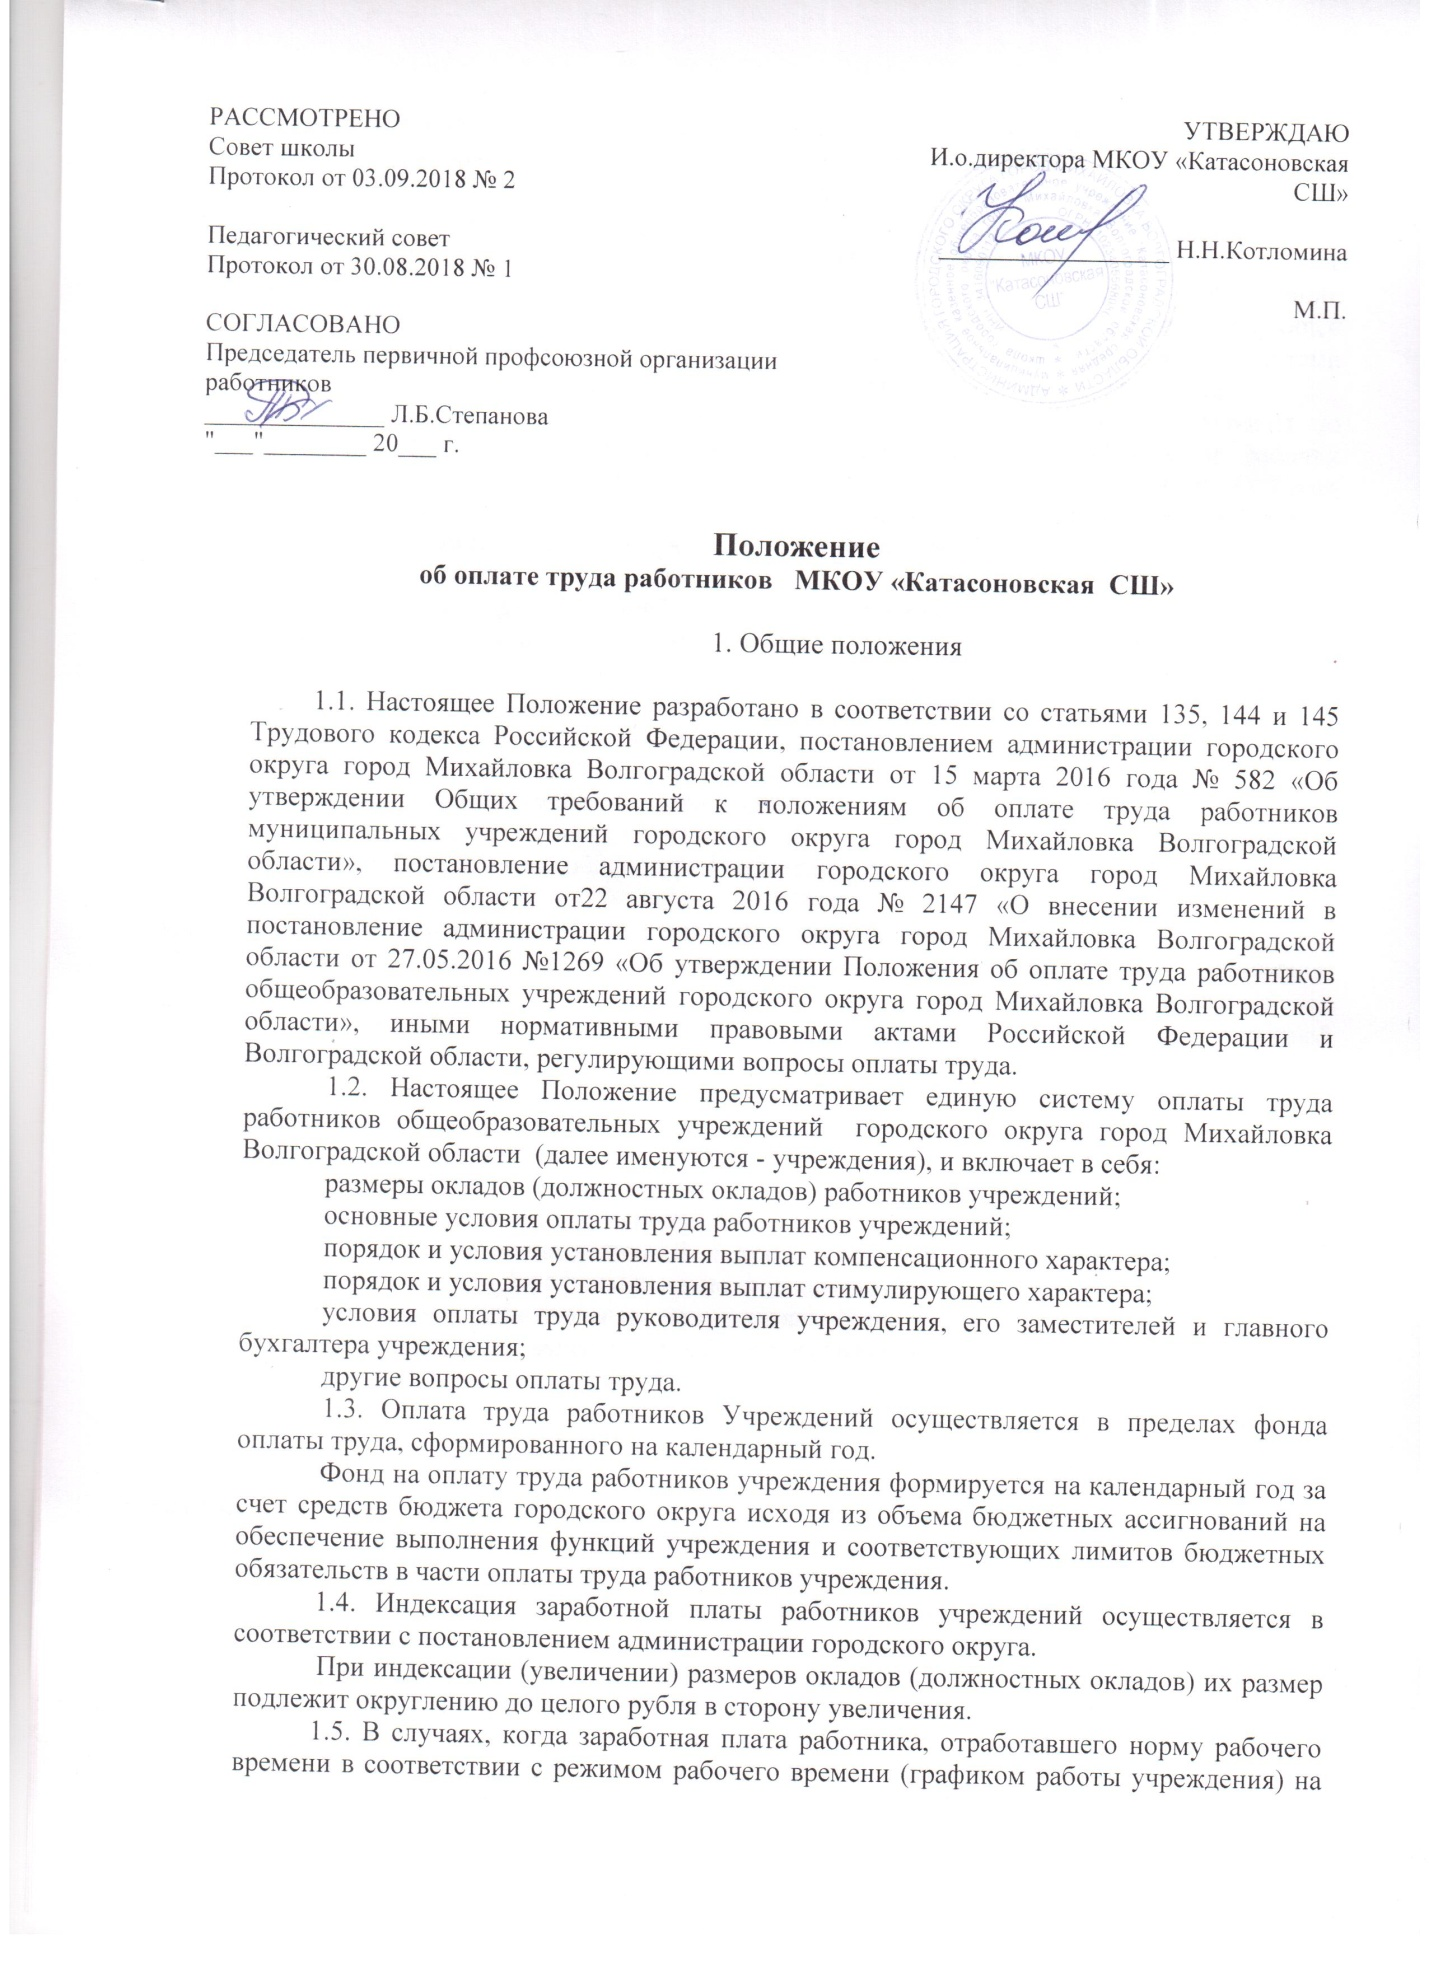 РАССМОТРЕНО
Совет школы
Протокол от 03.09.2018 № 2
Педагогический совет
Протокол от 30.08.2018 № 1
СОГЛАСОВАНО
Председатель первичной профсоюзной организации
работников
______________ Л.Б.Степанова
"___"________ 20___ г.
УТВЕРЖДАЮ
И.о.директора МКОУ «Катасоновская
СШ»
__________________ Н.Н.Котломина
М.П.
МКОУ
"Катасоновская
СШ"
Положение
об оплате труда работников МКОУ «Катасоновская СШ»
1. Общие положения
1.1. Настоящее Положение разработано в соответствии со статьями 135, 144 и 145
Трудового кодекса Российской Федерации, постановлением администрации городского
округа город Михайловка Волгоградской области от 15 марта 2016 года № 582 «Об
утверждении Общих требований к положениям об оплате труда работников
муниципальных учреждений городского округа город Михайловка Волгоградской
области», постановление администрации городского округа город Михайловка
Волгоградской области от22 августа 2016 года № 2147 «О внесении изменений в
постановление администрации городского округа город Михайловка Волгоградской
области от 27.05.2016 №1269 «Об утверждении Положения об оплате труда работников
общеобразовательных учреждений городского округа город Михайловка Волгоградской
области», иными нормативными правовыми актами Российской Федерации и
Волгоградской области, регулирующими вопросы оплаты труда.
1.2. Настоящее Положение предусматривает единую систему оплаты труда
работников общеобразовательных учреждений городского округа город Михайловка
Волгоградской области (далее именуются - учреждения), и включает в себя:
размеры окладов (должностных окладов) работников учреждений;
основные условия оплаты труда работников учреждений;
порядок и условия установления выплат компенсационного характера;
порядок и условия установления выплат стимулирующего характера;
условия оплаты труда руководителя учреждения, его заместителей и главного
бухгалтера учреждения;
другие вопросы оплаты труда.
1.3. Оплата труда работников Учреждений осуществляется в пределах фонда
оплаты труда, сформированного на календарный год.
Фонд на оплату труда работников учреждения формируется на календарный год за
счет средств бюджета городского округа исходя из объема бюджетных ассигнований на
обеспечение выполнения функций учреждения и соответствующих лимитов бюджетных
обязательств в части оплаты труда работников учреждения.
1.4. Индексация заработной платы работников учреждений осуществляется в
соответствии с постановлением администрации городского округа.
При индексации (увеличении) размеров окладов (должностных окладов) их размер
подлежит округлению до целого рубля в сторону увеличения.
1.5. В случаях, когда заработная плата работника, отработавшего норму рабочего
времени в соответствии с режимом рабочего времени (графиком работы учреждения) на